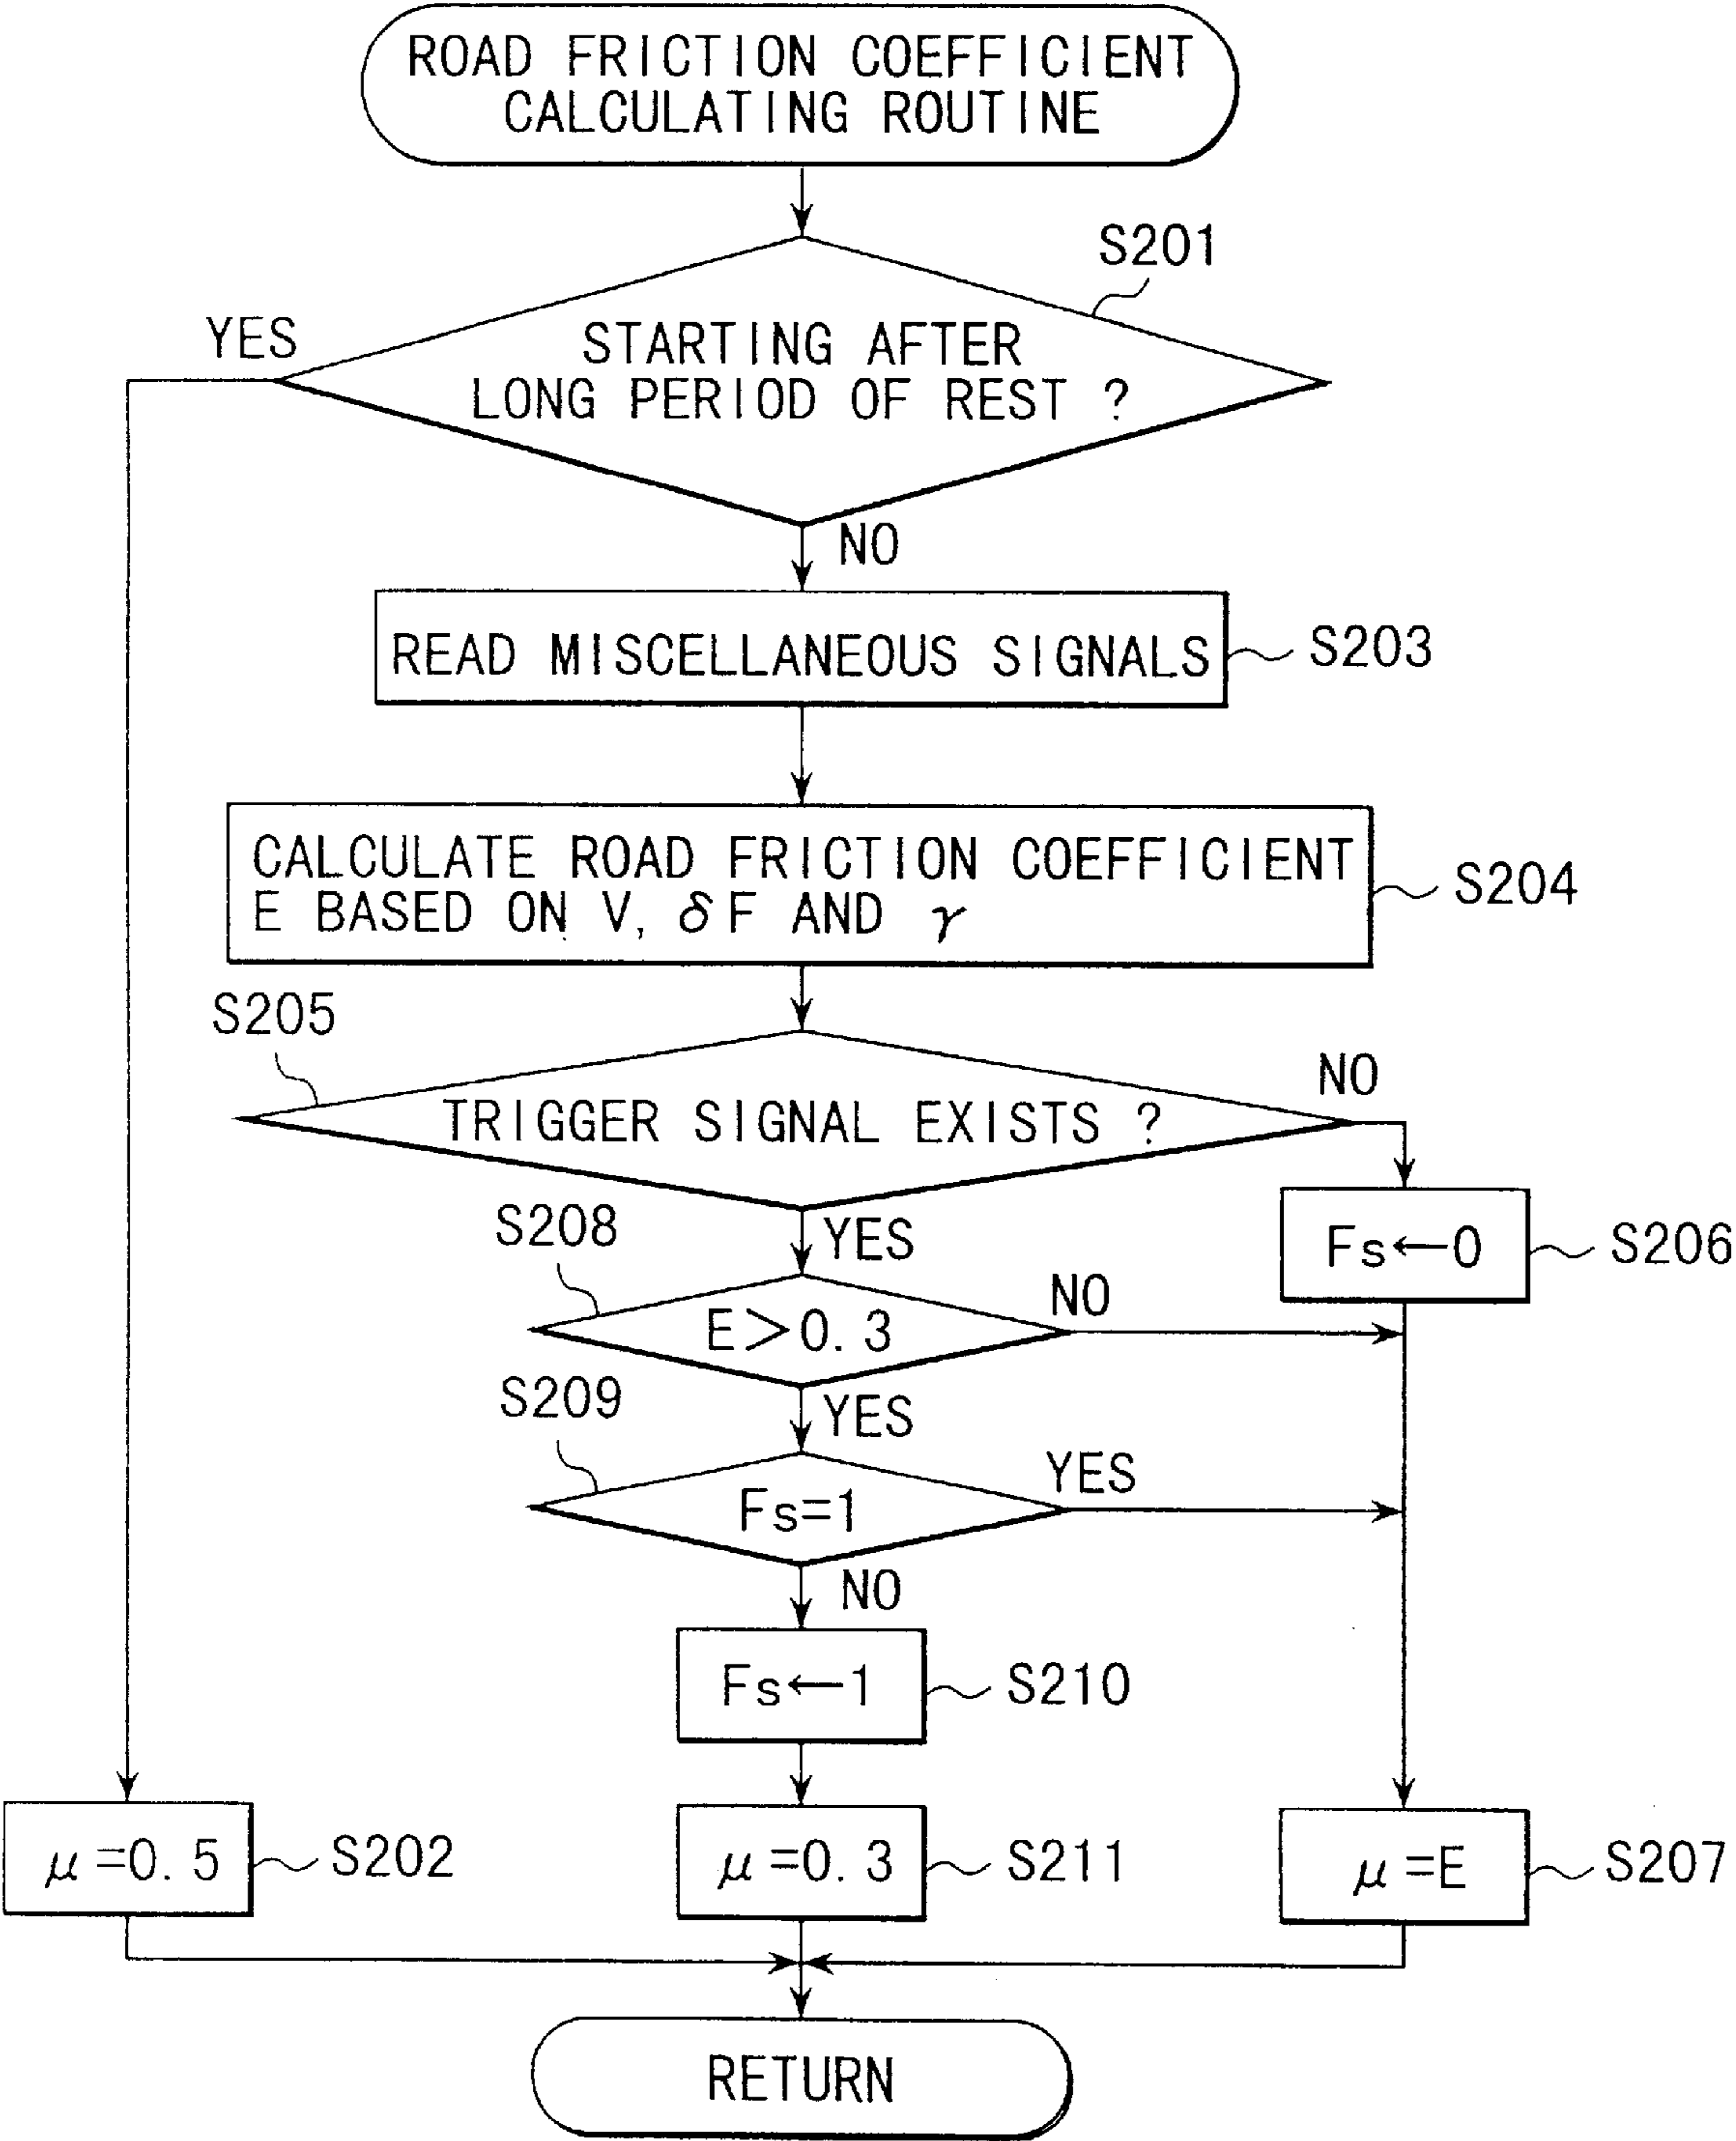 ROAD FRICTION COEFFICIENT
CALCULATING ROUTINE
S201
YES
STARTING AFTER
LONG PERIOD OF REST ?
NO
READ MISCELLANEOUS SIGNALS
S203
CALCULATE ROAD FRICTION COEFFICIENT
E BASED ON V, δF AND γ
S204
S205
NO
TRIGGER SIGNAL EXISTS ?
S208
YES
Fs←0
S206
NO
E>0.3
S209
YES
YES
Fs=1
NO
Fs←1
S210
μ=0.5
S202
μ=0.3
S211
μ=E
S207
RETURN